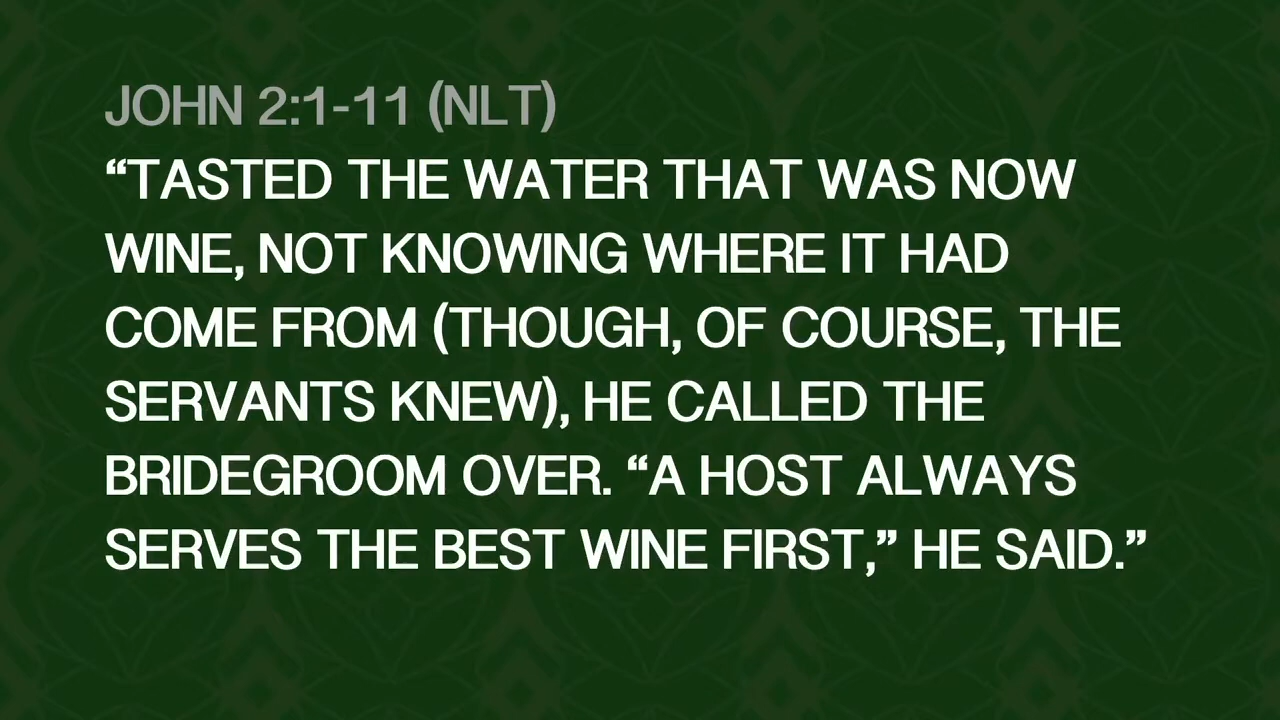 JOHN 2:1-11 (NLT)
“TASTED THE WATER THAT WAS NOW
WINE, NOT KNOWING WHERE IT HAD
COME FROM (THOUGH, OF COURSE, THE
SERVANTS KNEW), HE CALLED THE
BRIDEGROOM OVER. “A HOST ALWAYS
SERVES THE BEST WINE FIRST,” HE SAID.”